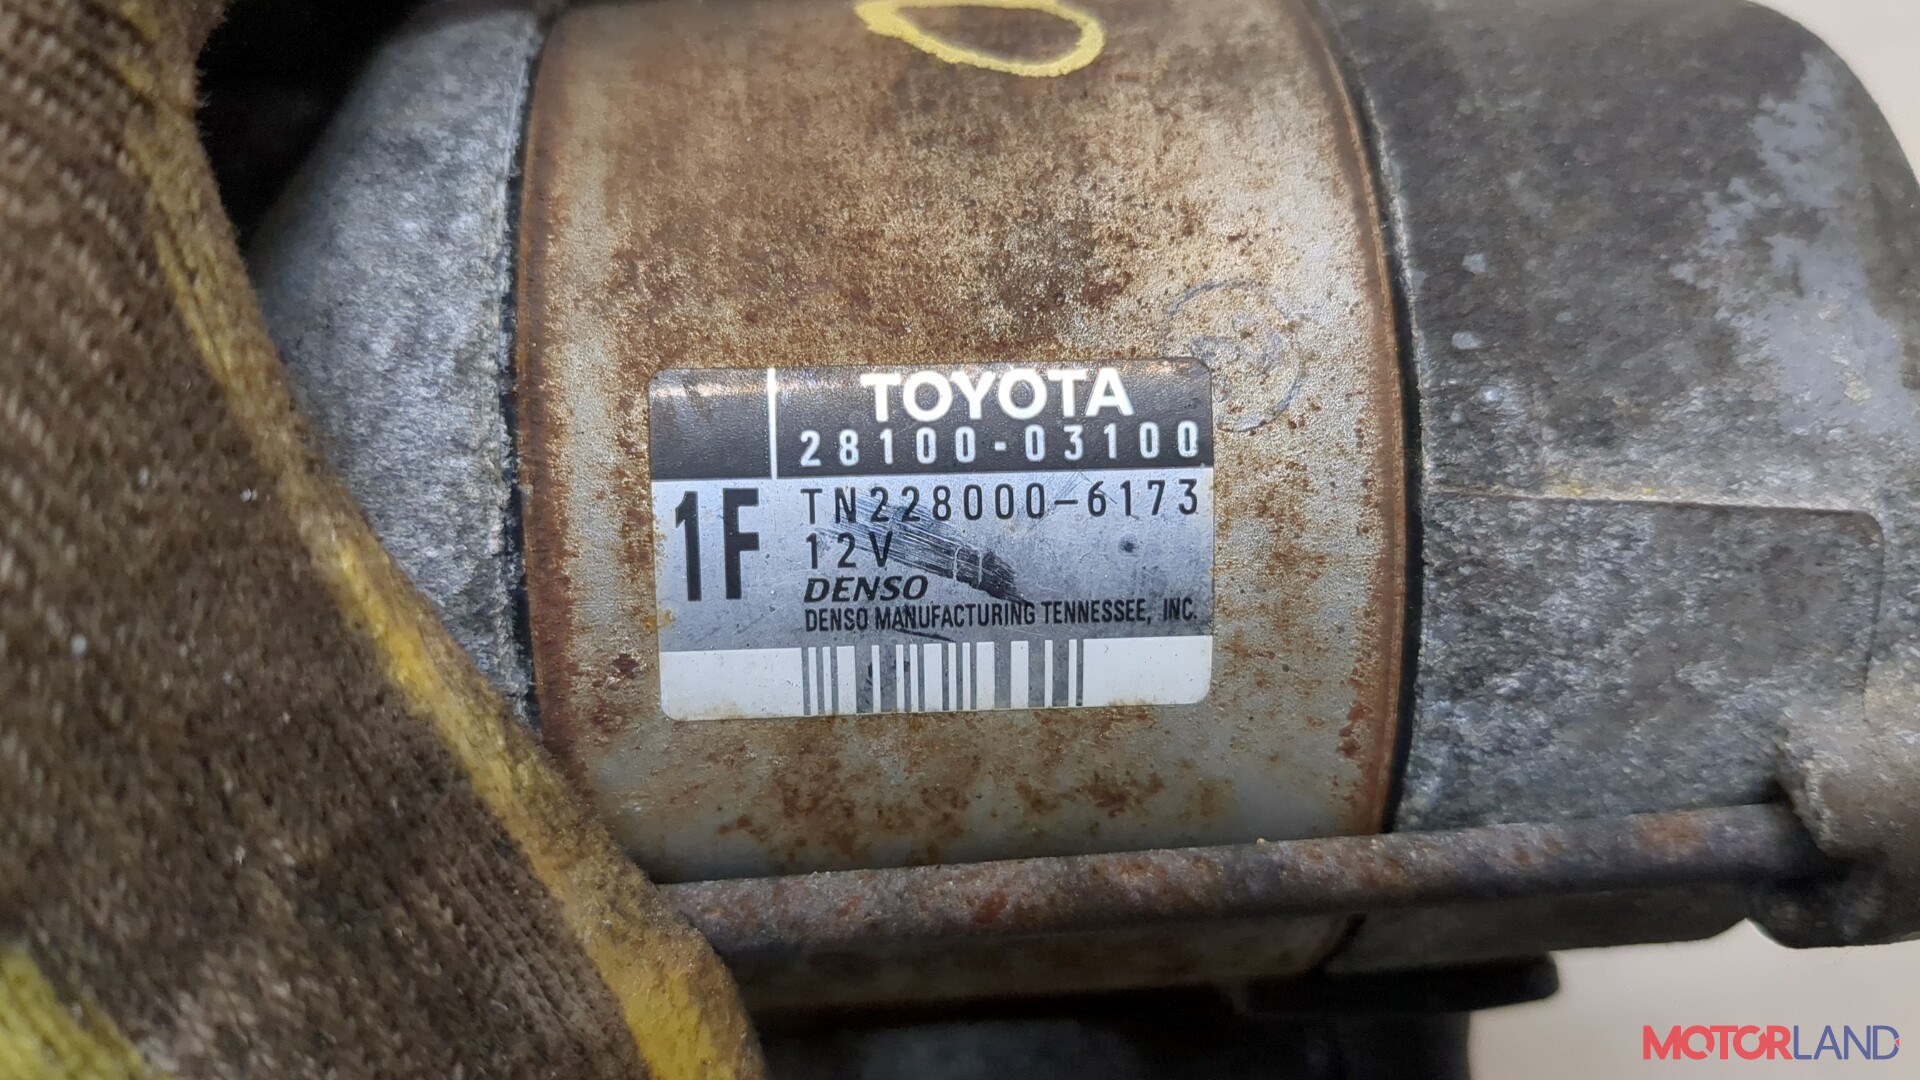 TOYOTA
28100-03100
1F
TN228000-6173
12V
DENSO
DENSO MANUFACTURING TENNESSEE, INC.
MOTORLAND